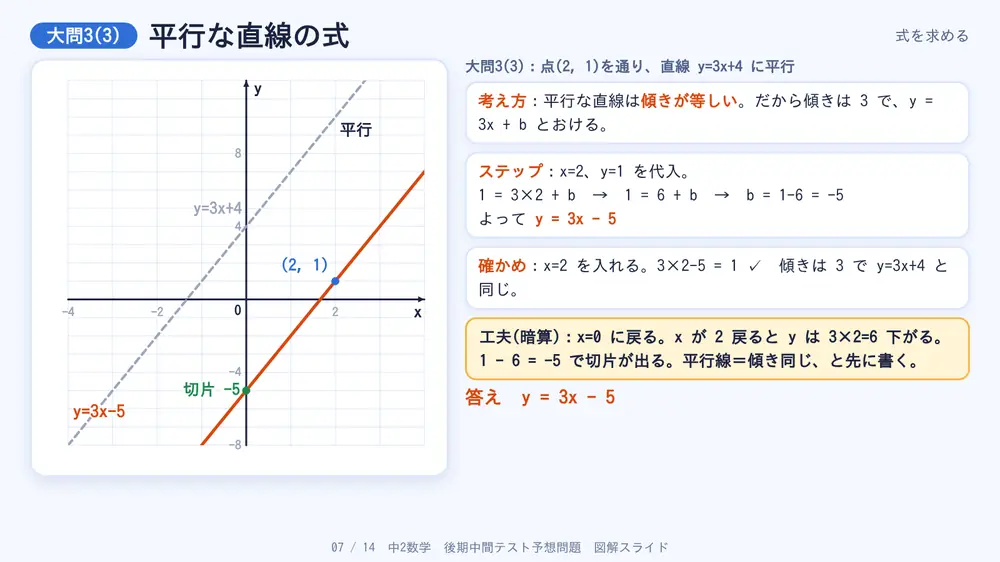 大問3(3) 平行な直線の式
式を求める
y
平行
8
y=3x+4
4
(2, 1)
-4
-2
0
2
x
-4
切片 -5
y=3x-5
-8
大問3(3)：点(2, 1)を通り、直線 y=3x+4 に平行
考え方：平行な直線は傾きが等しい。だから傾きは 3 で、y =
3x + b とおける。
ステップ：x=2、y=1 を代入。
1 = 3×2 + b → 1 = 6 + b → b = 1-6 = -5
よって y = 3x - 5
確かめ：x=2 を入れる。3×2-5 = 1 ✓ 傾きは 3 で y=3x+4 と
同じ。
工夫(暗算)：x=0 に戻る。x が 2 戻ると y は 3×2=6 下がる。
1 - 6 = -5 で切片が出る。平行線＝傾き同じ、と先に書く。
答え y = 3x - 5
07 / 14 中2数学 後期中間テスト予想問題 図解スライド